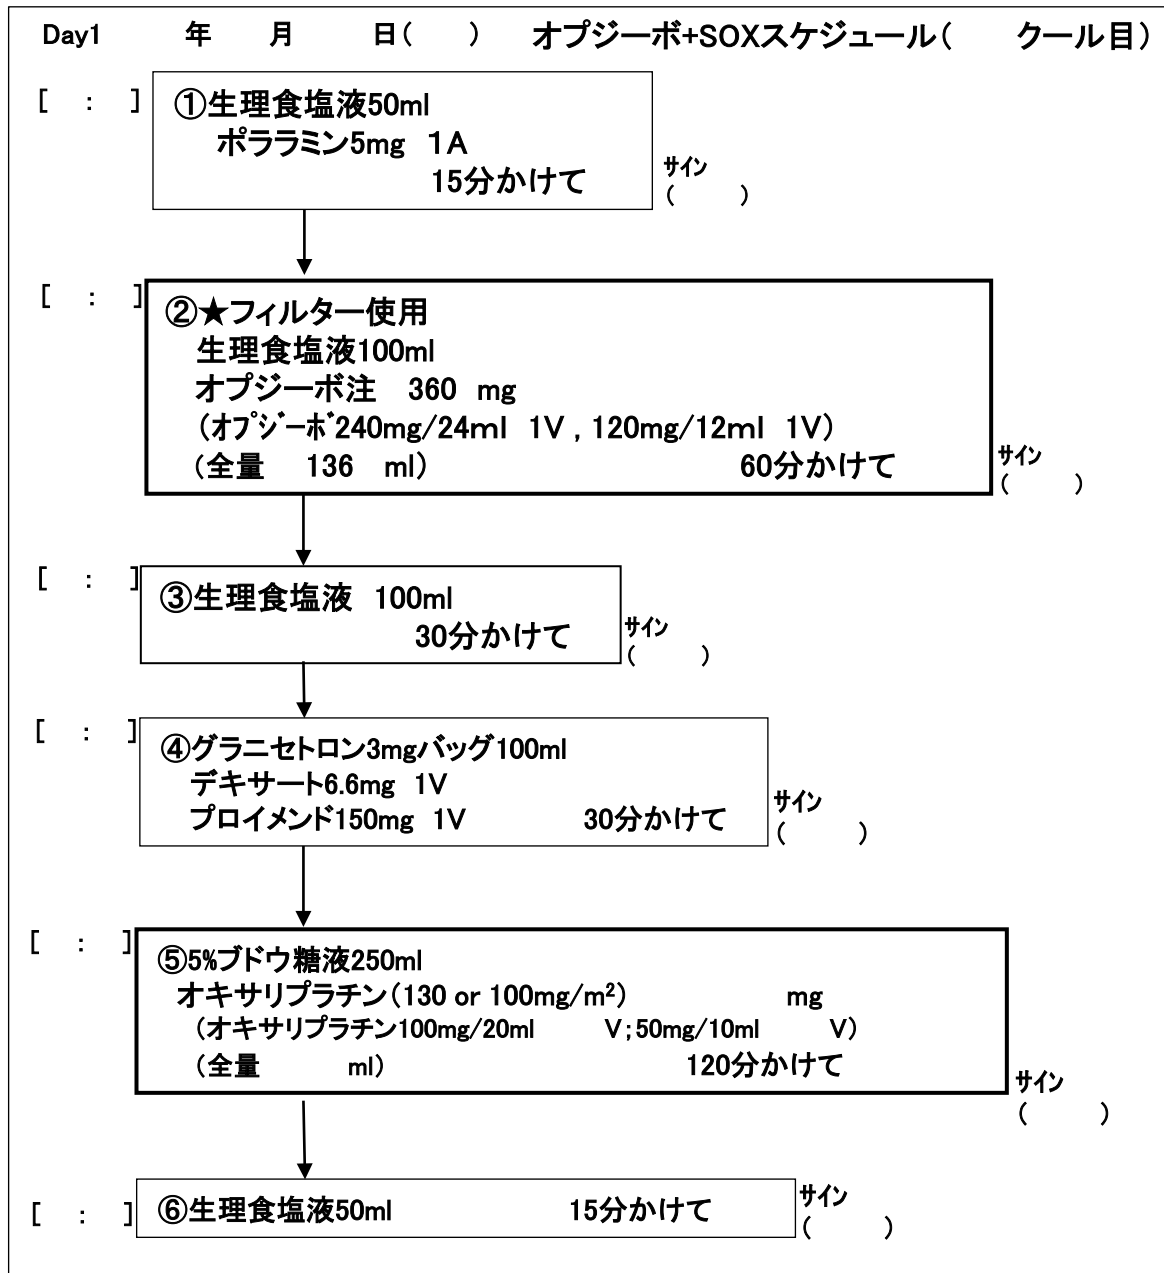 Day1 年 月 日( ) オプジーボ+SOXスケジュール( クール目)
[ : ]
①生理食塩液50ml
ポララミン5mg 1A
15分かけて
サイン
( )
[ : ]
②★フィルター使用
生理食塩液100ml
オプジーボ注 360 mg
(オプジーボ240mg/24ml 1V , 120mg/12ml 1V)
(全量 136 ml) 60分かけて
サイン
( )
[ : ]
③生理食塩液 100ml
30分かけて
サイン
( )
[ : ]
④グラニセトロン3mgバッグ100ml
デキサート6.6mg 1V
プロイメンド150mg 1V 30分かけて
サイン
( )
[ : ]
⑤5%ブドウ糖液250ml
オキサリプラチン(130 or 100mg/m²) mg
(オキサリプラチン100mg/20ml V;50mg/10ml V)
(全量 ml) 120分かけて
サイン
( )
[ : ]
⑥生理食塩液50ml 15分かけて
サイン
( )